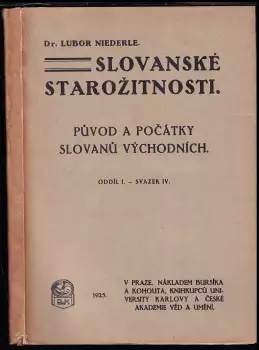 Dr. LUBOR NIEDERLE.
SLOVANSKÉ
STAROŽITNOSTI.
PŮVOD A POČÁTKY
SLOVANŮ VÝCHODNÍCH.
ODDÍL I. – SVAZEK IV.
1925.
V PRAZE. NÁKLADEM BURSÍKA
A KOHOUTA, KNIHKUPCŮ UNI-
VERSITY KARLOVY A ČESKÉ
AKADEMIE VĚD A UMĚNÍ.